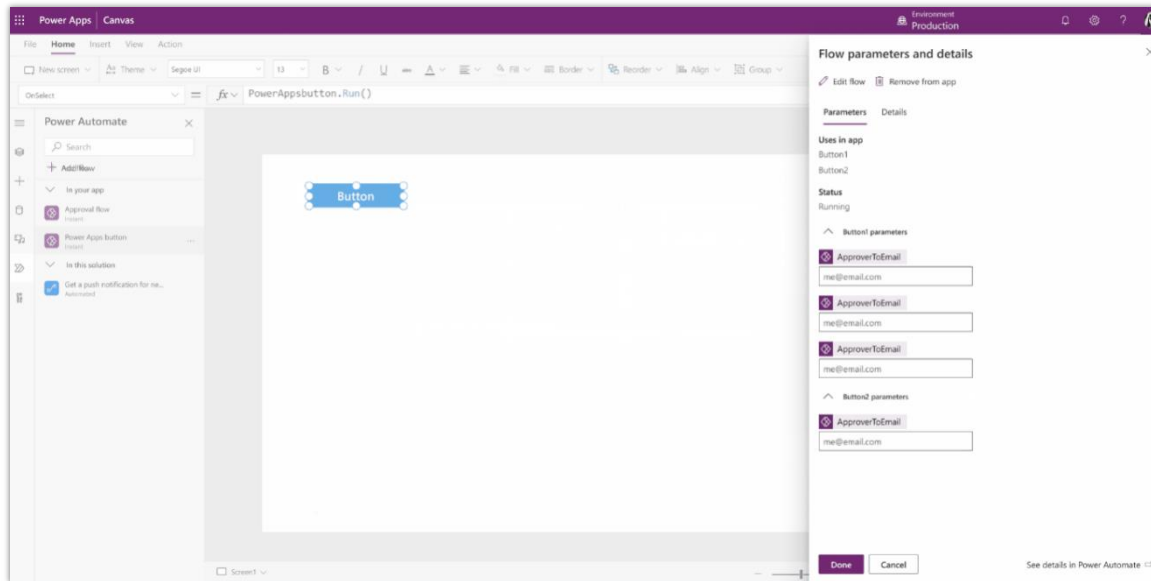 Power Apps | Canvas
Environment
Production
File Home Insert View Action
New screen Theme Segoe UI 13 B / U abc A Fill Border Reorder Align Group
OnSelect = fx PowerAppsbutton.Run()
Power Automate
Search
In your app
Approval flow
Instant
Power Apps button
Instant
In this solution
Get a push notification for ne...
Automated
Button
Screen1
Flow parameters and details
Edit flow Remove from app
Parameters Details
Uses in app
Button1
Button2
Status
Running
Button1 parameters
ApproverToEmail
me@email.com
ApproverToEmail
me@email.com
ApproverToEmail
me@email.com
Button2 parameters
ApproverToEmail
me@email.com
Done Cancel See details in Power Automate